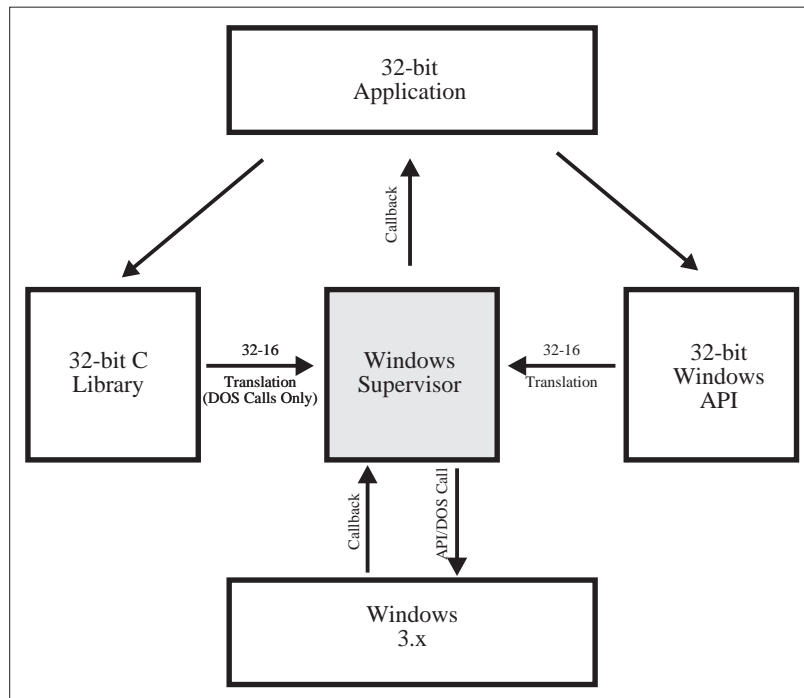 32-bit
Application
Callback
32-bit C
Library
32-16
Translation
(DOS Calls Only)
Windows
Supervisor
32-16
Translation
32-bit
Windows
API
Callback
API/DOS Call
Windows
3.x